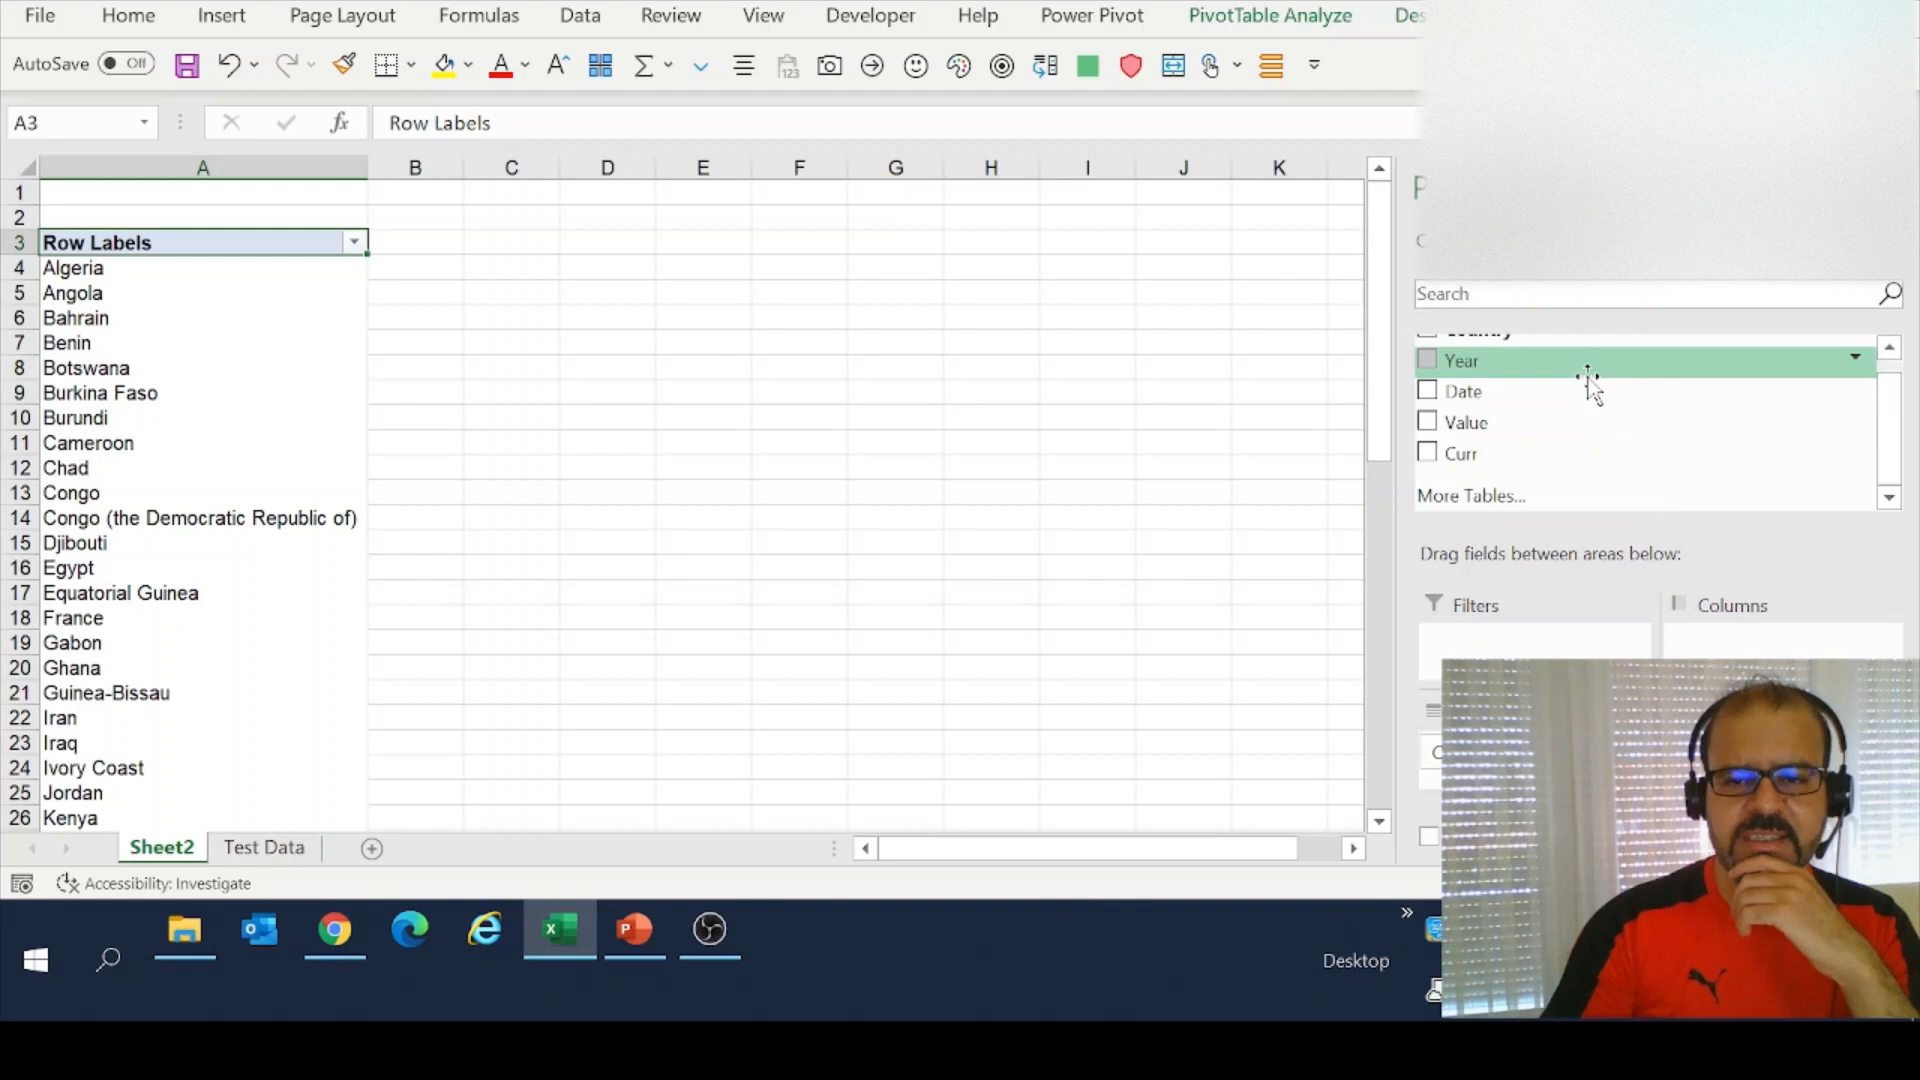 File Home Insert Page Layout Formulas Data Review View Developer Help Power Pivot PivotTable Analyze Des
AutoSave Off
A3 fx Row Labels
A B C D E F G H I J K
1
2
3 Row Labels
4 Algeria
5 Angola
6 Bahrain
7 Benin
8 Botswana
9 Burkina Faso
10 Burundi
11 Cameroon
12 Chad
13 Congo
14 Congo (the Democratic Republic of)
15 Djibouti
16 Egypt
17 Equatorial Guinea
18 France
19 Gabon
20 Ghana
21 Guinea-Bissau
22 Iran
23 Iraq
24 Ivory Coast
25 Jordan
26 Kenya
Sheet2 Test Data
Accessibility: Investigate
Search
Year
Date
Value
Curr
More Tables...
Drag fields between areas below:
Filters Columns
Desktop